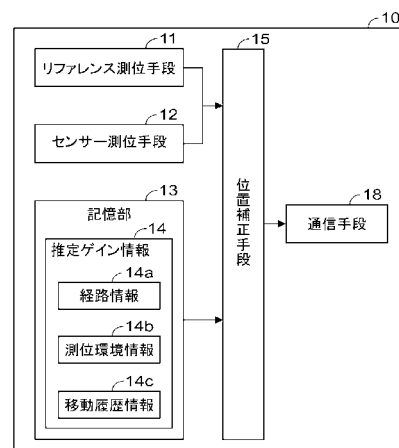 10
11
リファレンス測位手段
12
センサー測位手段
13
記憶部
14
推定ゲイン情報
14a
経路情報
14b
測位環境情報
14c
移動履歴情報
15
位置補正手段
18
通信手段